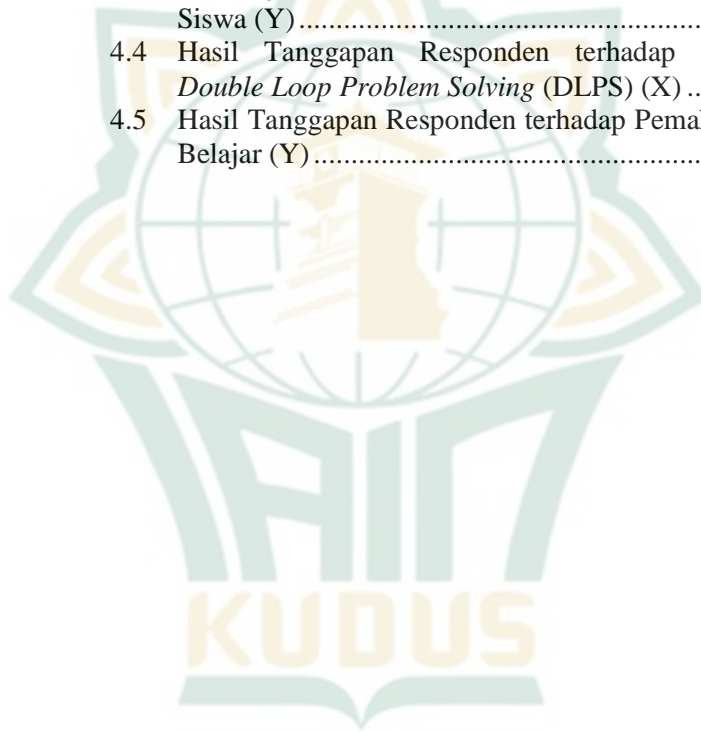 Siswa (Y)....................................................................
4.4 Hasil Tanggapan Responden terhadap
Double Loop Problem Solving (DLPS) (X) ..
4.5 Hasil Tanggapan Responden terhadap
Belajar (Y)..................................................................
IAIN
KUDUS